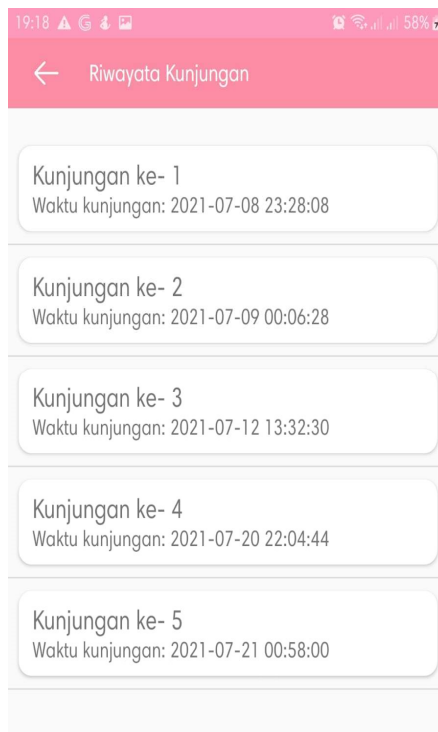 19:18 58%
Riwayata Kunjungan
Kunjungan ke- 1
Waktu kunjungan: 2021-07-08 23:28:08
Kunjungan ke- 2
Waktu kunjungan: 2021-07-09 00:06:28
Kunjungan ke- 3
Waktu kunjungan: 2021-07-12 13:32:30
Kunjungan ke- 4
Waktu kunjungan: 2021-07-20 22:04:44
Kunjungan ke- 5
Waktu kunjungan: 2021-07-21 00:58:00